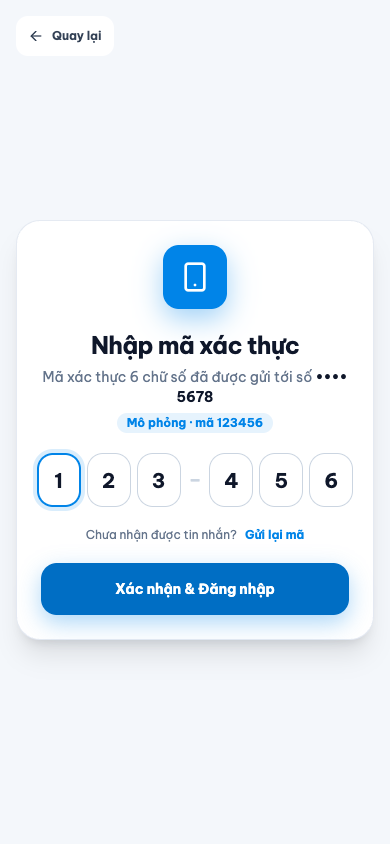 Quay lại
Nhập mã xác thực
Mã xác thực 6 chữ số đã được gửi tới số ••••
5678
Mô phỏng · mã 123456
1 2 3 – 4 5 6
Chưa nhận được tin nhắn? Gửi lại mã
Xác nhận & Đăng nhập